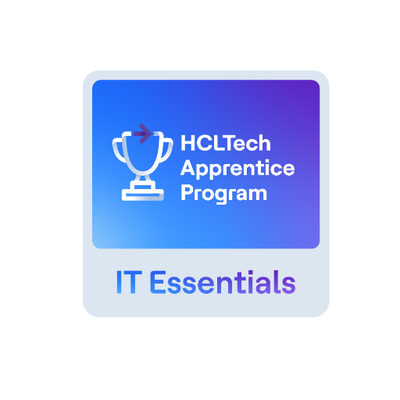 HCLTech
Apprentice
Program
IT Essentials